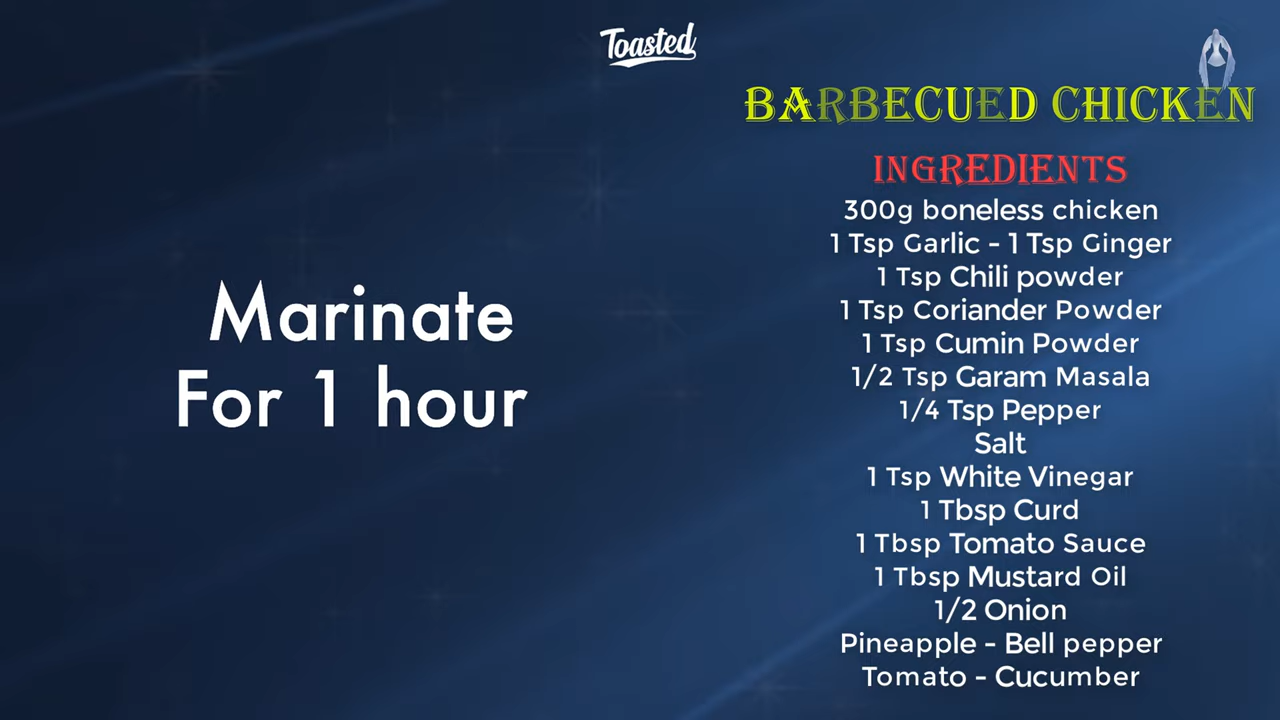 Toasted
BARBECUED CHICKEN
INGREDIENTS
300g boneless chicken
1 Tsp Garlic - 1 Tsp Ginger
1 Tsp Chili powder
1 Tsp Coriander Powder
1 Tsp Cumin Powder
1/2 Tsp Garam Masala
1/4 Tsp Pepper
Salt
1 Tsp White Vinegar
1 Tbsp Curd
1 Tbsp Tomato Sauce
1 Tbsp Mustard Oil
1/2 Onion
Pineapple - Bell pepper
Tomato - Cucumber
Marinate
For 1 hour